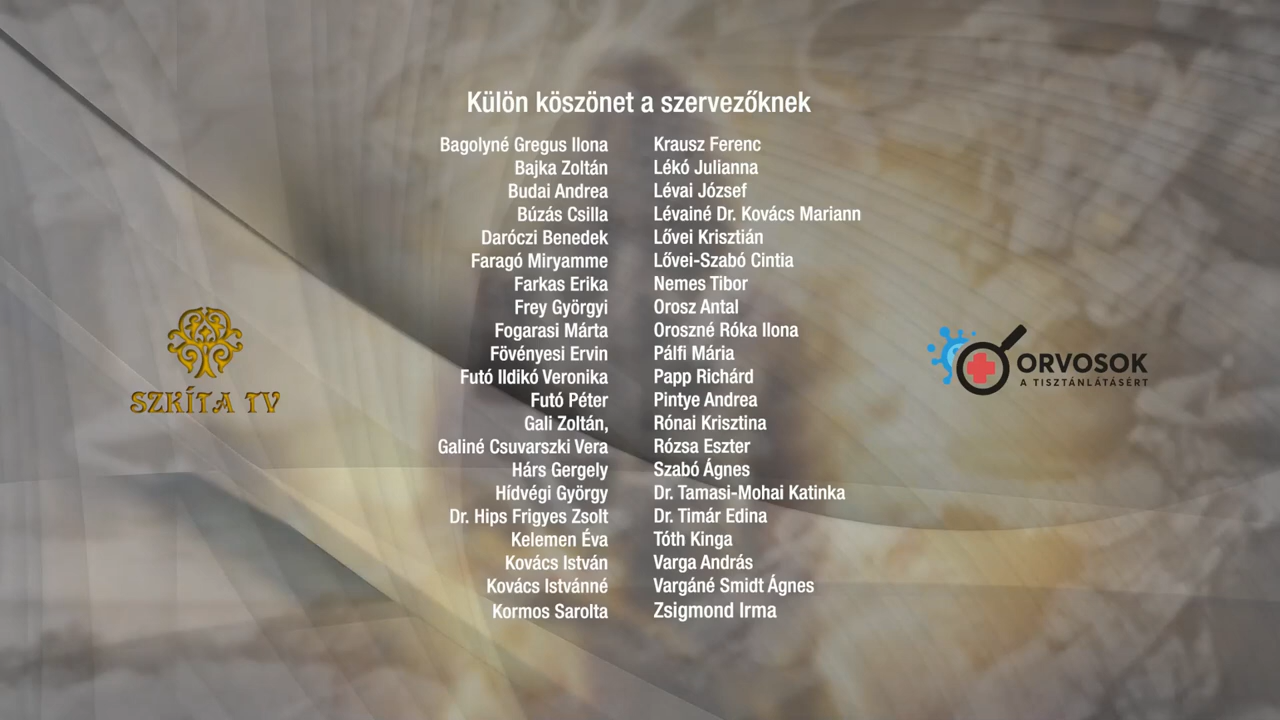 Külön köszönet a szervezőknek
Bagolyné Gregus Ilona
Bajka Zoltán
Budai Andrea
Búzás Csilla
Daróczi Benedek
Faragó Miryamme
Farkas Erika
Frey Györgyi
Fogarasi Márta
Fövényesi Ervin
Futó Ildikó Veronika
Futó Péter
Gali Zoltán,
Galiné Csuvarszki Vera
Hárs Gergely
Hídvégi György
Dr. Hips Frigyes Zsolt
Kelemen Éva
Kovács István
Kovács Istvánné
Kormos Sarolta
Krausz Ferenc
Lékó Julianna
Lévai József
Lévainé Dr. Kovács Mariann
Lővei Krisztián
Lővei-Szabó Cintia
Nemes Tibor
Orosz Antal
Oroszné Róka Ilona
Pálfi Mária
Papp Richárd
Pintye Andrea
Rónai Krisztina
Rózsa Eszter
Szabó Ágnes
Dr. Tamasi-Mohai Katinka
Dr. Timár Edina
Tóth Kinga
Varga András
Vargáné Smidt Ágnes
Zsigmond Irma
SZKÍTA TV
ORVOSOK
A TISZTÁNLÁTÁSÉRT